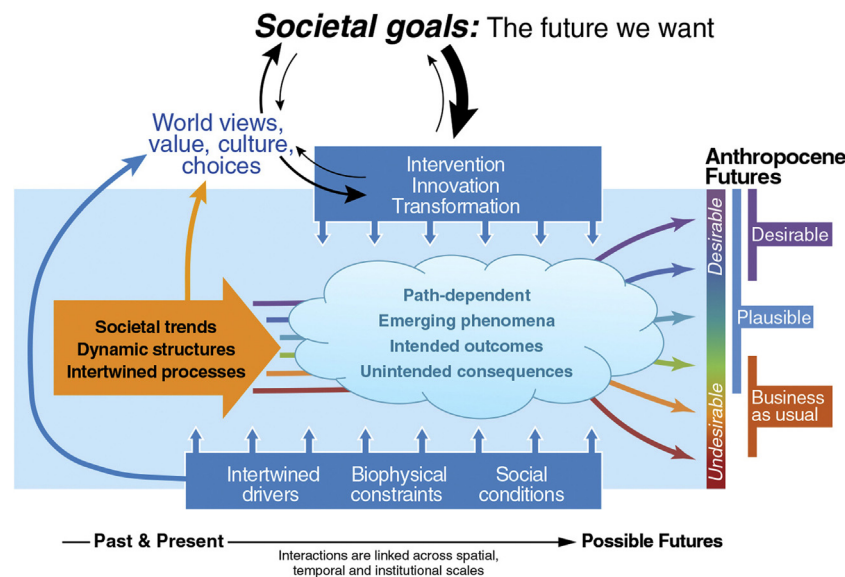 Societal goals: The future we want
World views,
value, culture,
choices
Intervention
Innovation
Transformation
Anthropocene
Futures
Desirable
Undesirable
Desirable
Plausible
Business
as usual
Societal trends
Dynamic structures
Intertwined processes
Path-dependent
Emerging phenomena
Intended outcomes
Unintended consequences
Intertwined
drivers
Biophysical
constraints
Social
conditions
Past & Present
Possible Futures
Interactions are linked across spatial,
temporal and institutional scales